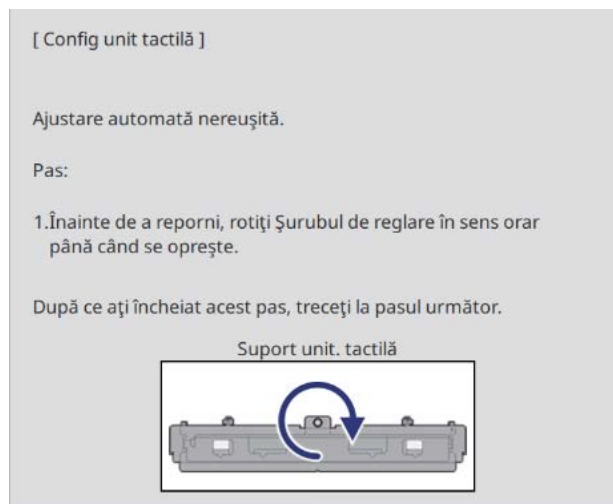 [ Config unit tactilă ]
Ajustare automată nereuşită.
Pas:
1.Înainte de a reporni, rotiţi Şurubul de reglare în sens orar
până când se opreşte.
După ce aţi încheiat acest pas, treceţi la pasul următor.
Suport unit. tactilă